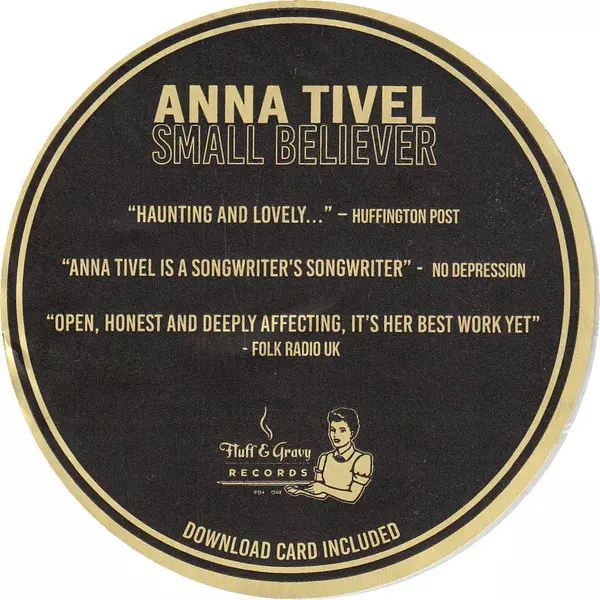 ANNA TIVEL
SMALL BELIEVER
“HAUNTING AND LOVELY...” – HUFFINGTON POST
“ANNA TIVEL IS A SONGWRITER'S SONGWRITER” - NO DEPRESSION
“OPEN, HONEST AND DEEPLY AFFECTING, IT'S HER BEST WORK YET”
- FOLK RADIO UK
Fluff & Gravy
RECORDS
DOWNLOAD CARD INCLUDED